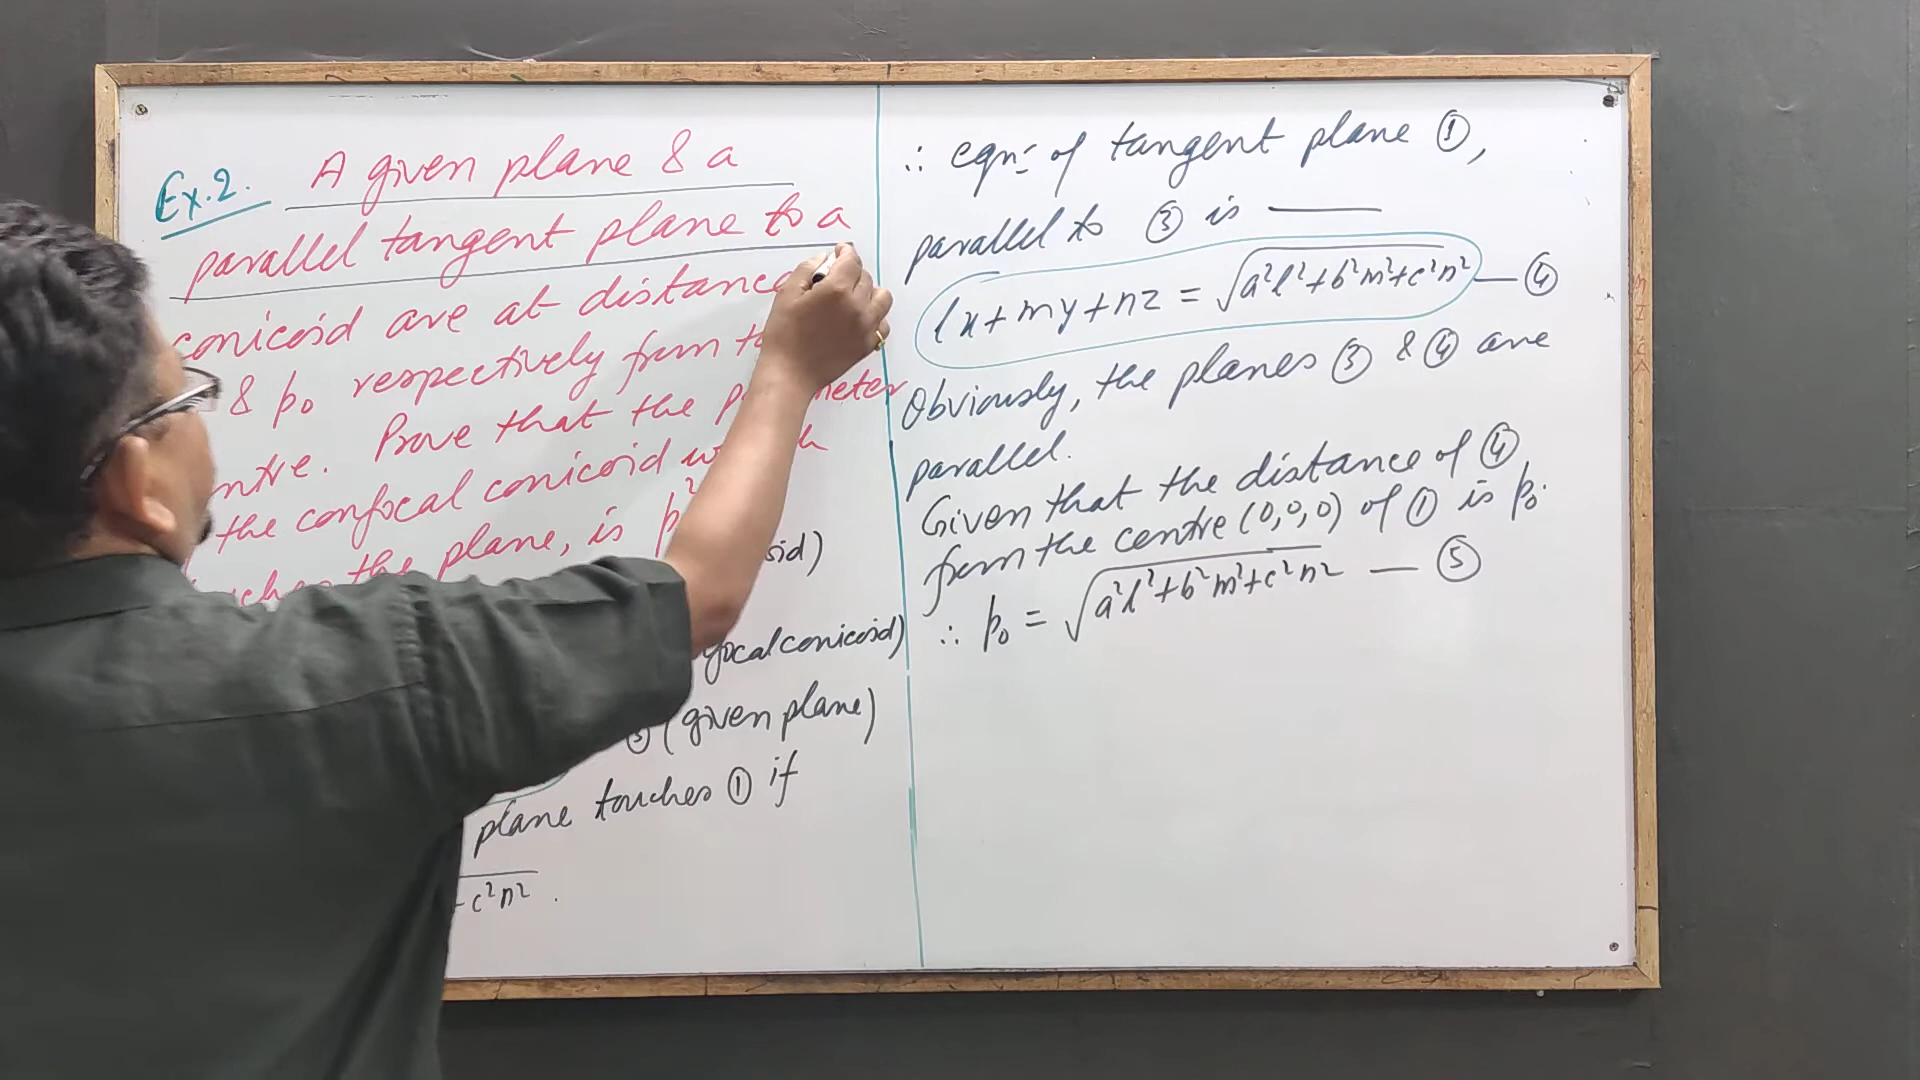 Ex.2. A given plane & a
parallel tangent plane to a
conicoid are at distance
& p₀ respectively from
Prove that the
the confocal conicoid
the plane, is p²
focal conicoid)
③ (given plane)
plane touches ① if
c²n².
∴ eqn. of tangent plane ①,
parallel to ③ is ——
lx+my+nz = √a²l²+b²m²+c²n² — ④
Obviously, the planes ③ & ④ are
parallel.
Given that the distance of ④
from the centre (0,0,0) of ① is p₀.
∴ p₀ = √a²l²+b²m²+c²n² — ⑤